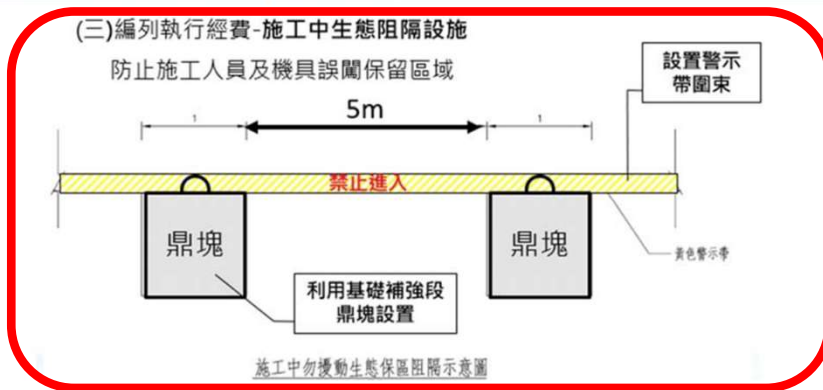 (三)編列執行經費-施工中生態阻隔設施
防止施工人員及機具誤闖保留區域
設置警示
帶圍束
5m
1
1
禁止進入
鼎塊
鼎塊
黃色警示帶
利用基礎補強段
鼎塊設置
施工中勿擾動生態保區阻隔示意圖